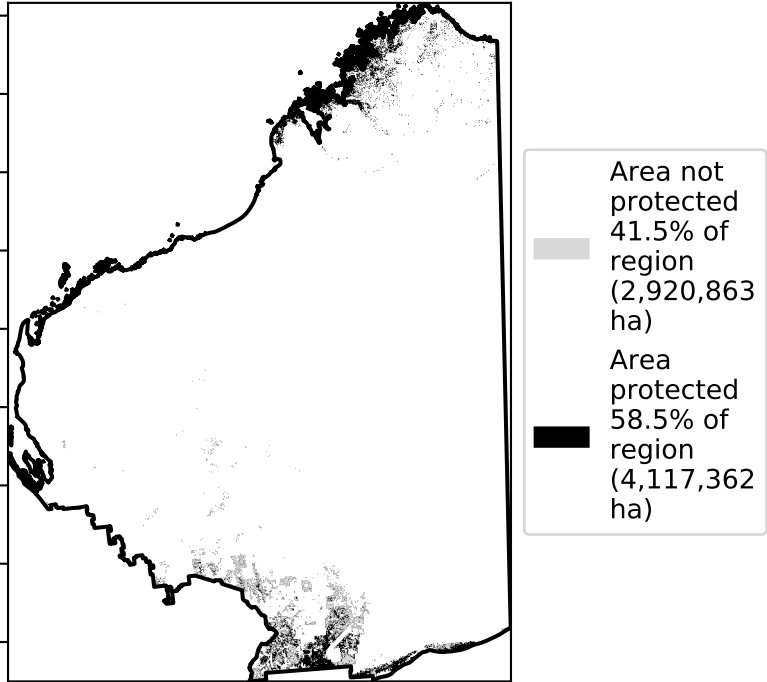 Area not
protected
41.5% of
region
(2,920,863
ha)
Area
protected
58.5% of
region
(4,117,362
ha)